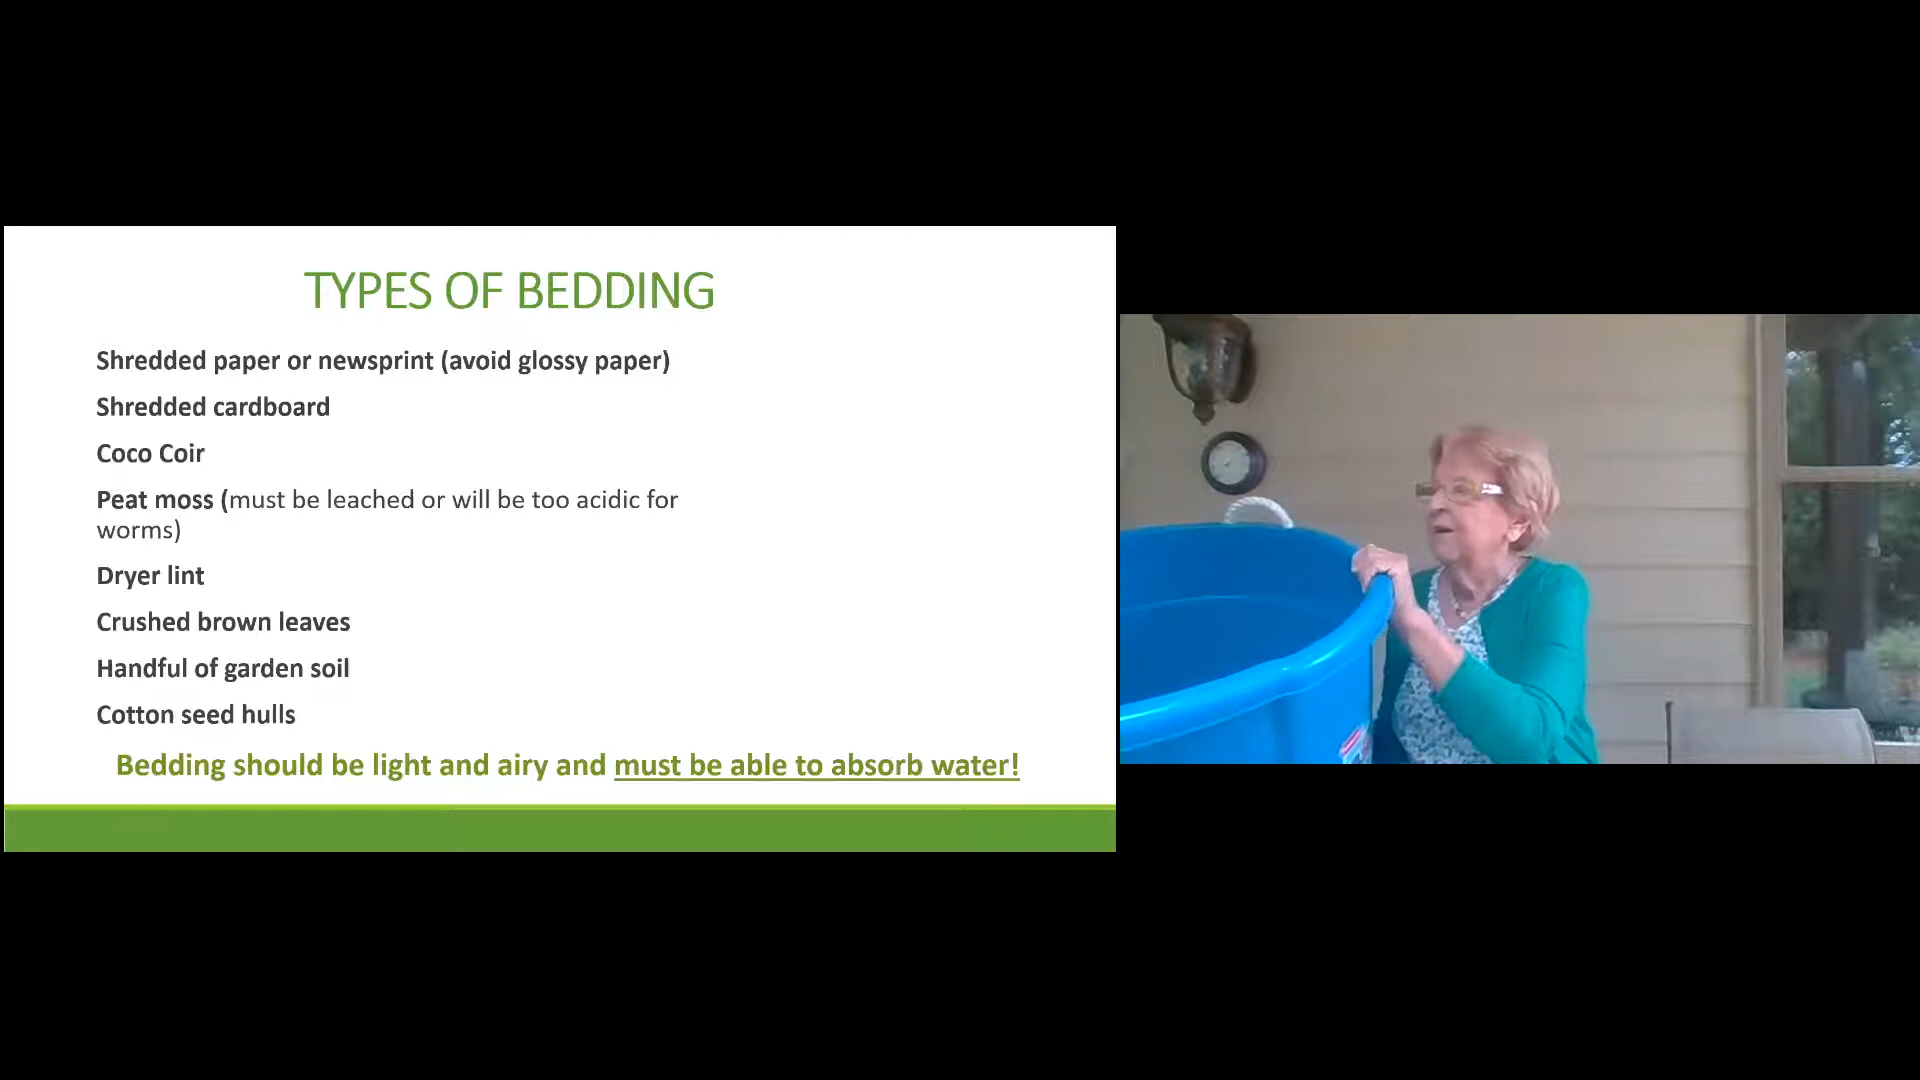 TYPES OF BEDDING
Shredded paper or newsprint (avoid glossy paper)
Shredded cardboard
Coco Coir
Peat moss (must be leached or will be too acidic for
worms)
Dryer lint
Crushed brown leaves
Handful of garden soil
Cotton seed hulls
Bedding should be light and airy and must be able to absorb water!